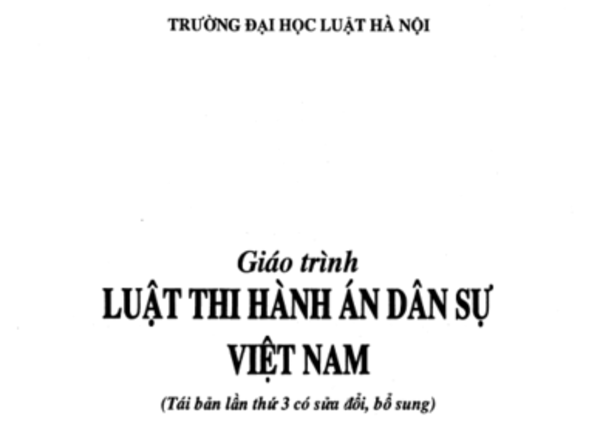 TRƯỜNG ĐẠI HỌC LUẬT HÀ NỘI
Giáo trình
LUẬT THI HÀNH ÁN DÂN SỰ
VIỆT NAM
(Tái bản lần thứ 3 có sửa đổi, bổ sung)